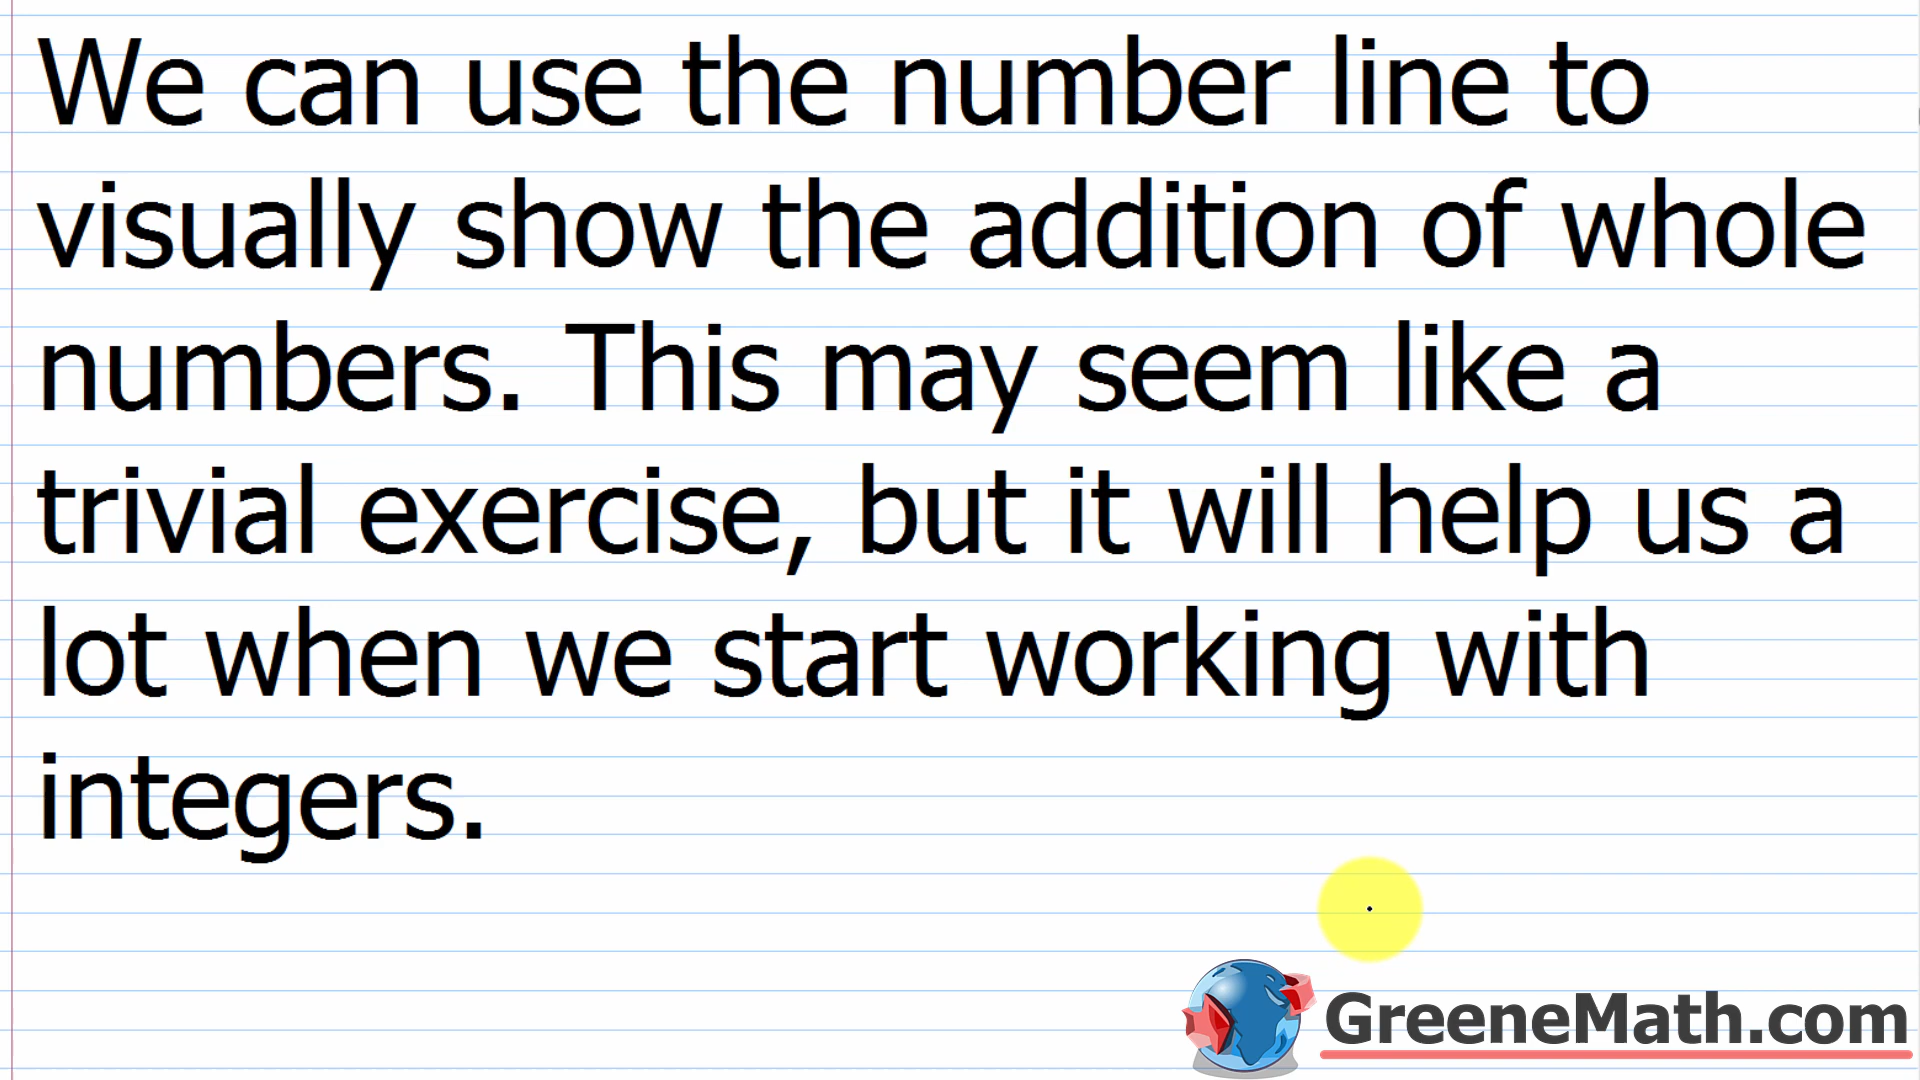 We can use the number line to
visually show the addition of whole
numbers. This may seem like a
trivial exercise, but it will help us a
lot when we start working with
integers.
GreeneMath.com